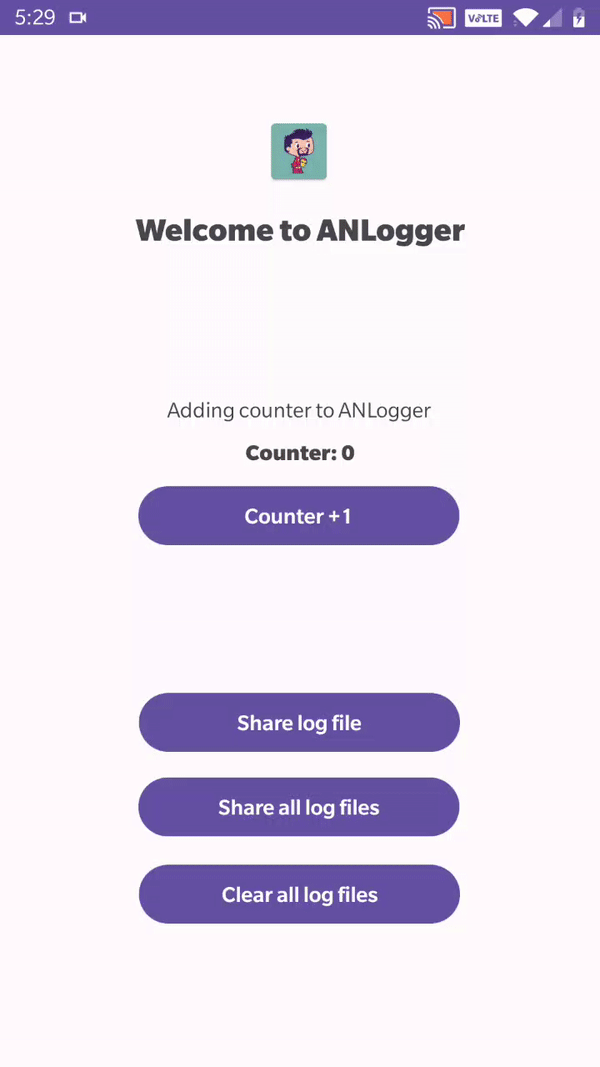 5:29
VoLTE
Welcome to ANLogger
Adding counter to ANLogger
Counter: 0
Counter +1
Share log file
Share all log files
Clear all log files